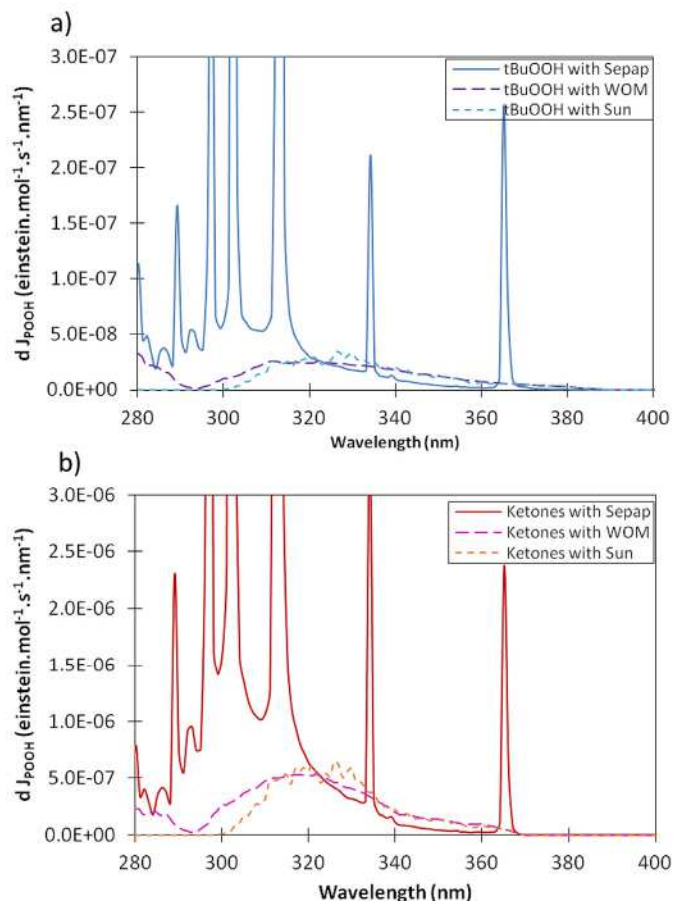 a)
d J_POOH (einstein.mol⁻¹.s⁻¹.nm⁻¹)
3.0E-07
2.5E-07
2.0E-07
1.5E-07
1.0E-07
5.0E-08
0.0E+00
tBuOOH with Sepap
tBuOOH with WOM
tBuOOH with Sun
280 300 320 340 360 380 400
Wavelength (nm)
b)
d J_POOH (einstein.mol⁻¹.s⁻¹.nm⁻¹)
3.0E-06
2.5E-06
2.0E-06
1.5E-06
1.0E-06
5.0E-07
0.0E+00
Ketones with Sepap
Ketones with WOM
Ketones with Sun
280 300 320 340 360 380 400
Wavelength (nm)